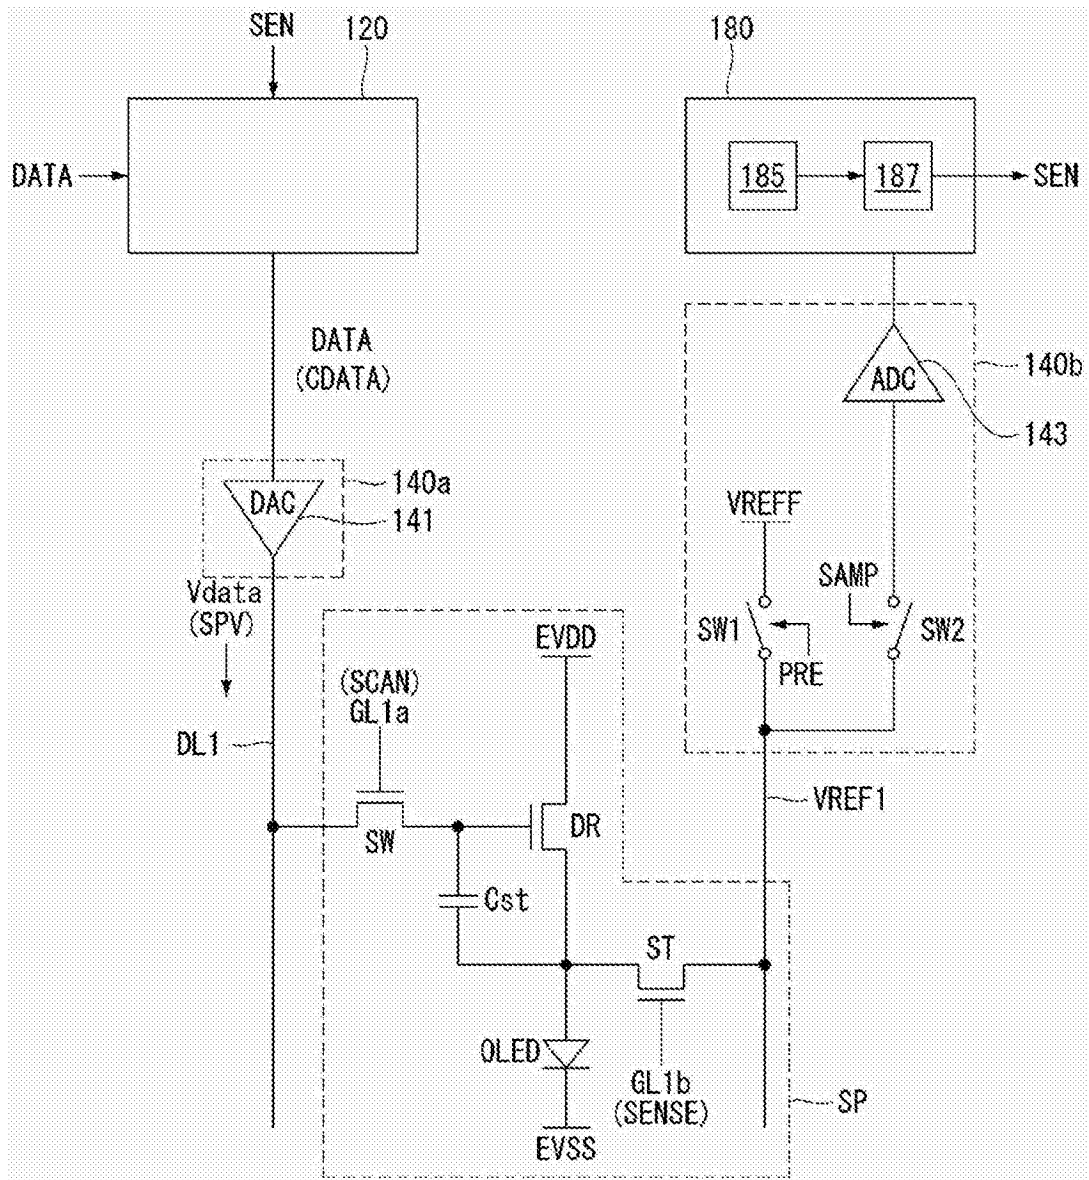 SEN
120
180
DATA
185
187
SEN
DATA
(CDATA)
ADC
140b
143
DAC
140a
141
VREFF
Vdata
(SPV)
SAMP
SW1
SW2
PRE
EVDD
(SCAN)
GL1a
DL1
VREF1
SW
DR
Cst
ST
OLED
GL1b
(SENSE)
SP
EVSS